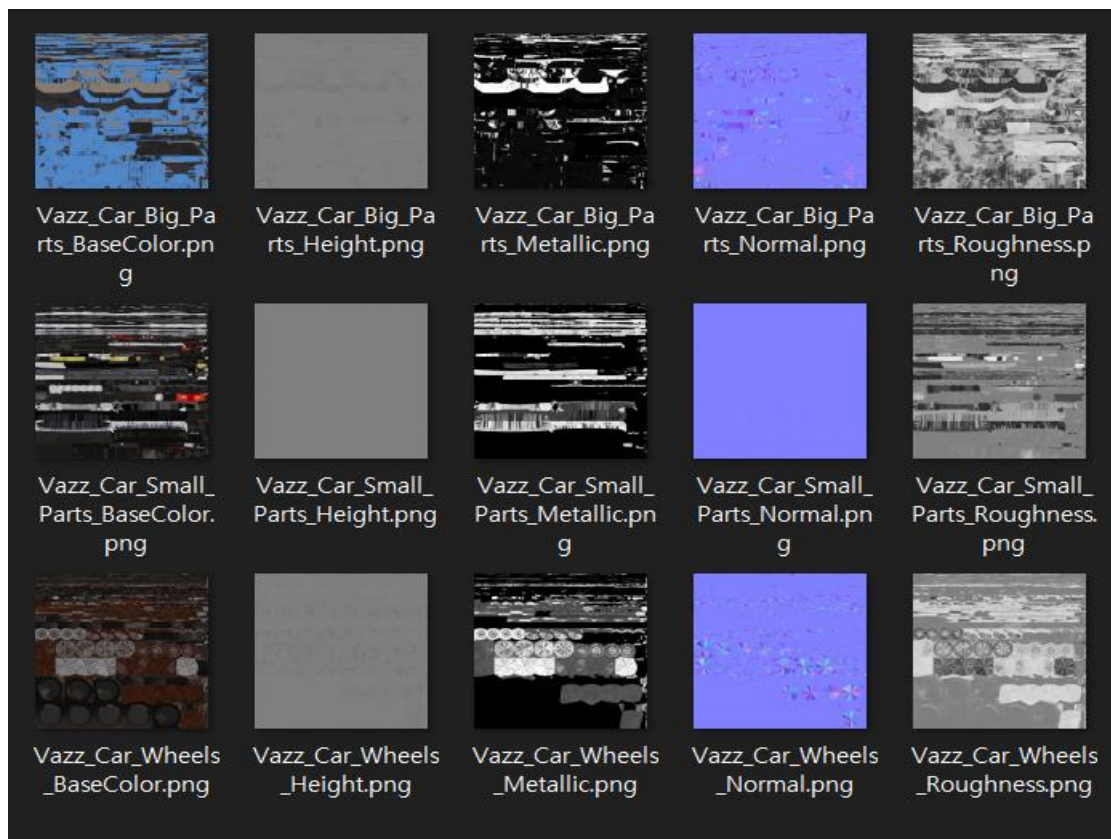 Vazz_Car_Big_Pa
rts_BaseColor.pn
g
Vazz_Car_Big_Pa
rts_Height.png
Vazz_Car_Big_Pa
rts_Metallic.png
Vazz_Car_Big_Pa
rts_Normal.png
Vazz_Car_Big_Pa
rts_Roughness.p
ng
Vazz_Car_Small_
Parts_BaseColor.
png
Vazz_Car_Small_
Parts_Height.png
Vazz_Car_Small_
Parts_Metallic.pn
g
Vazz_Car_Small_
Parts_Normal.pn
g
Vazz_Car_Small_
Parts_Roughness.
png
Vazz_Car_Wheels
_BaseColor.png
Vazz_Car_Wheels
_Height.png
Vazz_Car_Wheels
_Metallic.png
Vazz_Car_Wheels
_Normal.png
Vazz_Car_Wheels
_Roughness.png